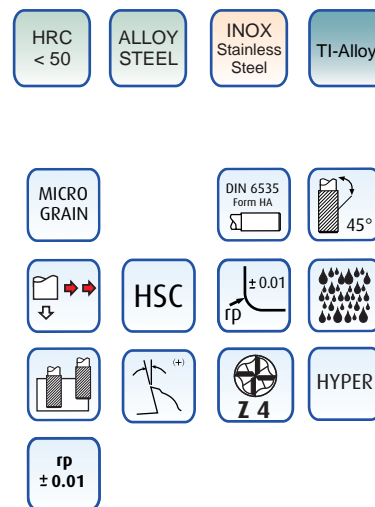 HRC
< 50
ALLOY
STEEL
INOX
Stainless
Steel
TI-Alloy
MICRO
GRAIN
DIN 6535
Form HA
45°
HSC
± 0.01
rp
(+)
Z 4
HYPER
rp
± 0.01